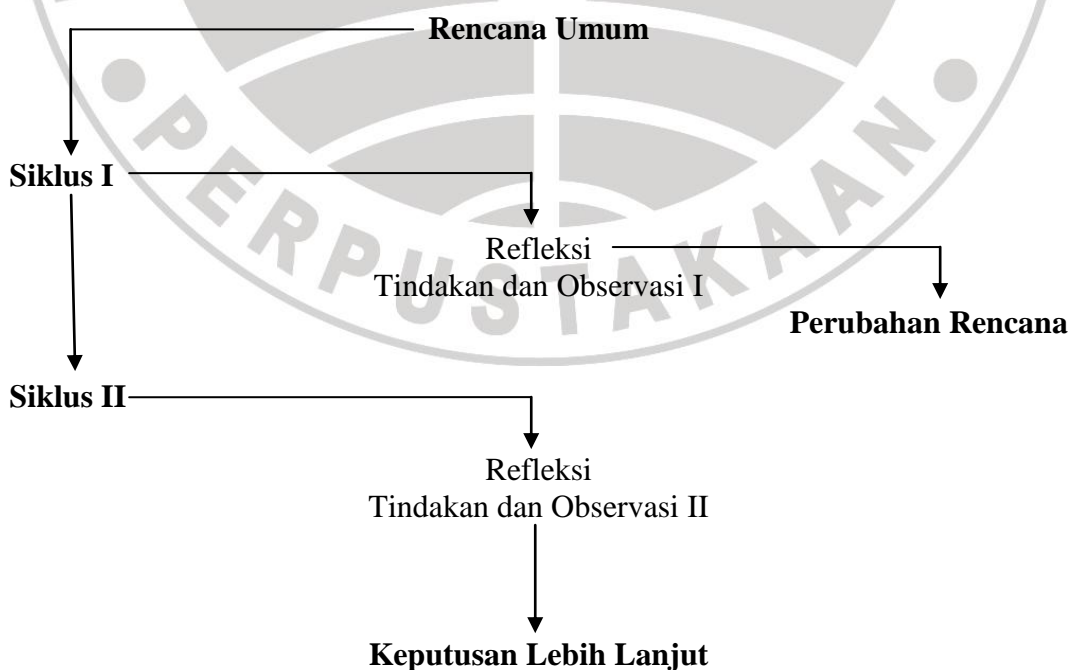 Rencana Umum
Siklus I
Refleksi
Tindakan dan Observasi I
Perubahan Rencana
Siklus II
Refleksi
Tindakan dan Observasi II
Keputusan Lebih Lanjut
PERPUSTAKAAN